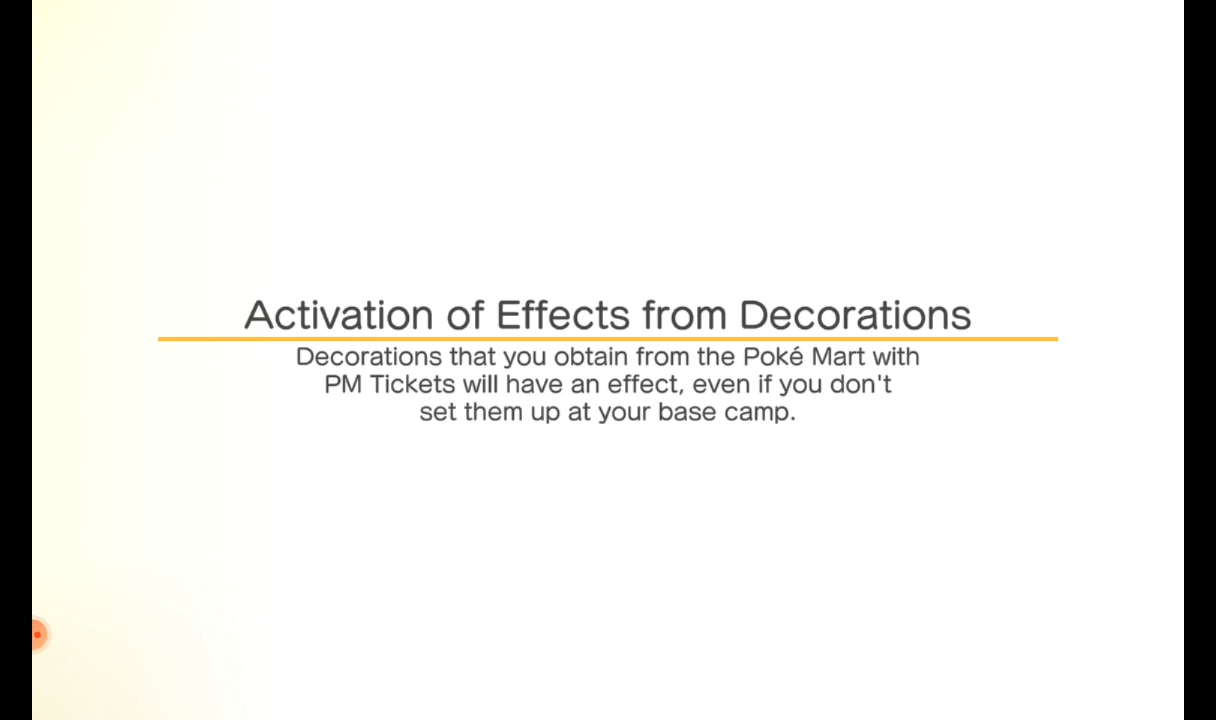 Activation of Effects from Decorations
Decorations that you obtain from the Poké Mart with
PM Tickets will have an effect, even if you don't
set them up at your base camp.